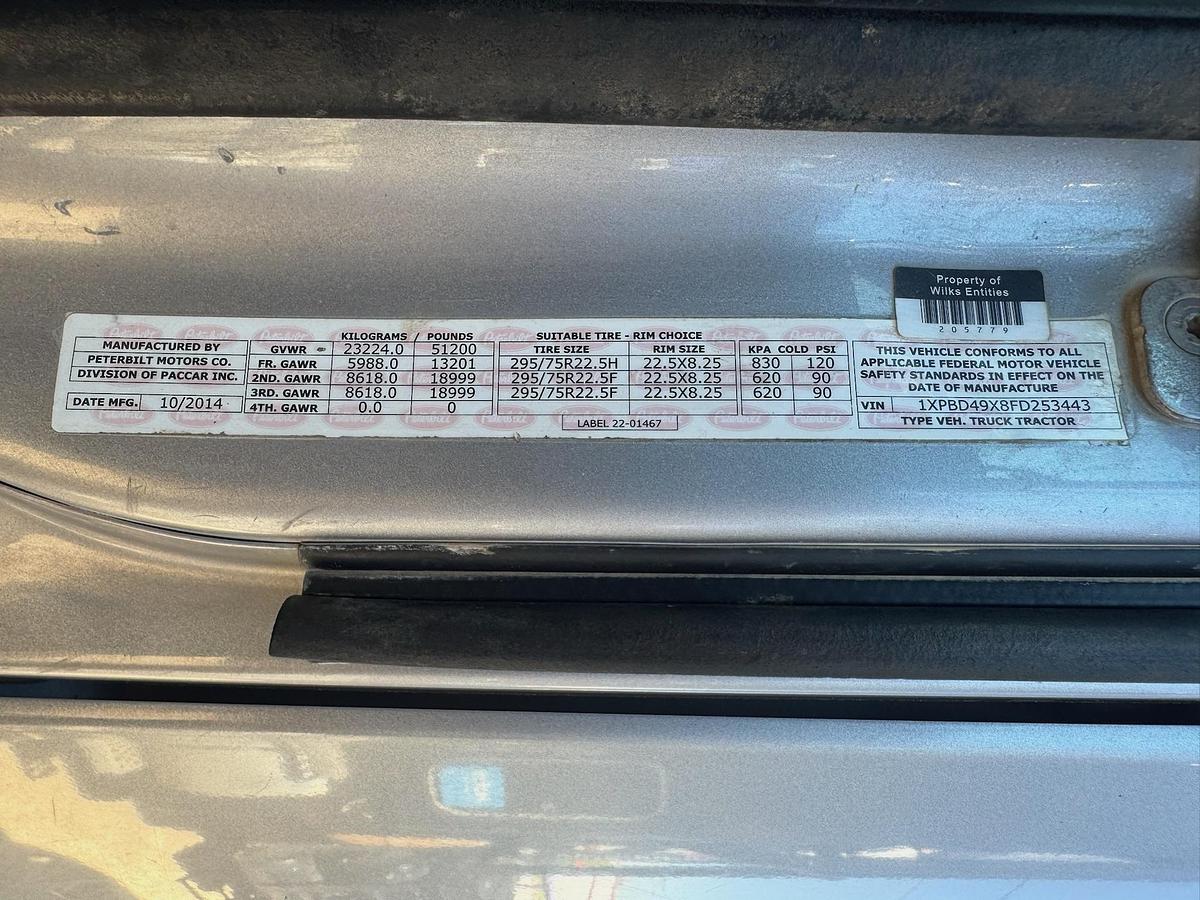 Property of
Wilks Entities
205779
KILOGRAMS / POUNDS SUITABLE TIRE - RIM CHOICE
MANUFACTURED BY GVWR 23224.0 51200 TIRE SIZE RIM SIZE KPA COLD PSI THIS VEHICLE CONFORMS TO ALL
PETERBILT MOTORS CO. FR. GAWR 5988.0 13201 295/75R22.5H 22.5X8.25 830 120 APPLICABLE FEDERAL MOTOR VEHICLE
DIVISION OF PACCAR INC. 2ND. GAWR 8618.0 18999 295/75R22.5F 22.5X8.25 620 90 SAFETY STANDARDS IN EFFECT ON THE
3RD. GAWR 8618.0 18999 295/75R22.5F 22.5X8.25 620 90 DATE OF MANUFACTURE
DATE MFG. 10/2014 4TH. GAWR 0.0 0 VIN 1XPBD49X8FD253443
LABEL 22-01467 TYPE VEH. TRUCK TRACTOR